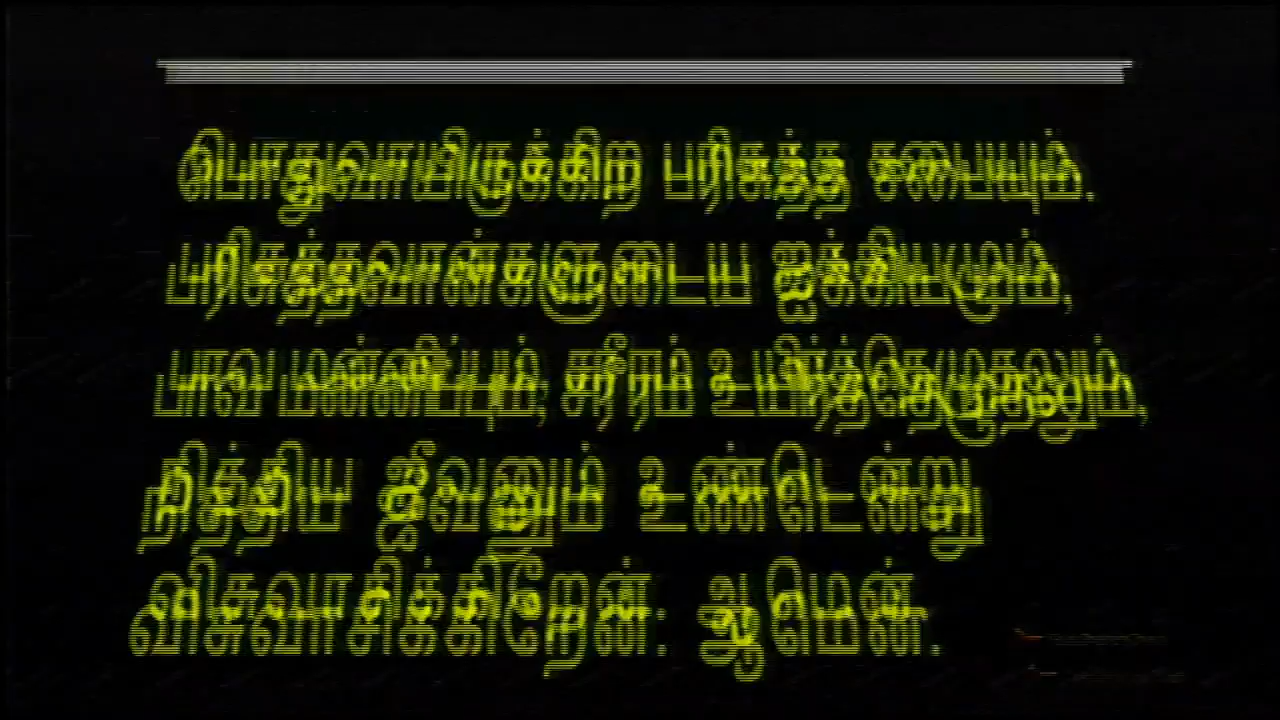 பொதுவாயிருக்கிற பரிசுத்த சபையும்.
பரிசுத்தவான்களுடைய ஐக்கியமும்,
பாவ மன்னிப்பும், சரீரம் உயிர்த்தெழுதலும்,
நித்திய ஜீவனும் உண்டென்று
விசுவாசிக்கிறேன்: ஆமென்.